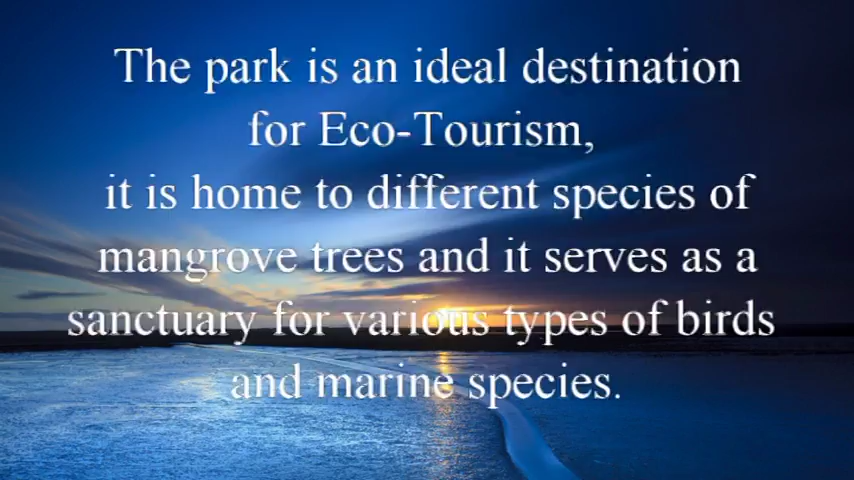 The park is an ideal destination
for Eco-Tourism,
it is home to different species of
mangrove trees and it serves as a
sanctuary for various types of birds
and marine species.